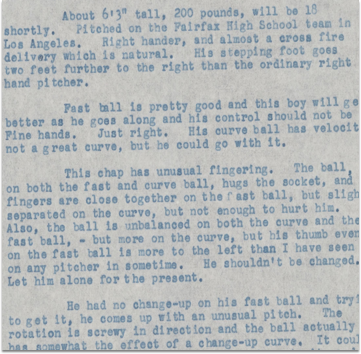 About 6'3" tall, 200 pounds, will be 18
shortly. Pitched on the Fairfax High School team in
Los Angeles. Right hander, and almost a cross fire
delivery which is natural. His stepping foot goes
two feet further to the right than the ordinary right
hand pitcher.
Fast ball is pretty good and this boy will ge
better as he goes along and his control should not be
Fine hands. Just right. His curve ball has velocit
not a great curve, but he could go with it.
This chap has unusual fingering. The ball,
on both the fast and curve ball, hugs the socket, and
fingers are close together on the fast ball, but sligh
separated on the curve, but not enough to hurt him.
Also, the ball is unbalanced on both the curve and the
fast ball, - but more on the curve, but his thumb even
on the fast ball is more to the left than I have seen
on any pitcher in sometime. He shouldn't be changed.
Let him alone for the present.
He had no change-up on his fast ball and try
to get it, he comes up with an unusual pitch. The
rotation is screwy in direction and the ball actually
has somewhat the effect of a change-up curve. It cou